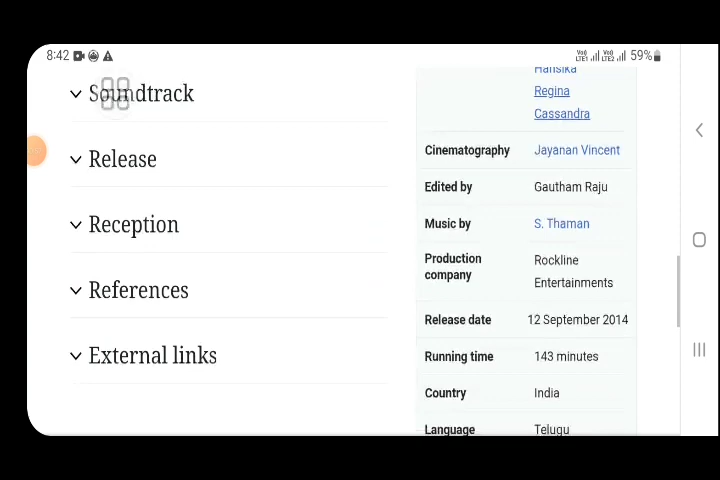 8:42
LTE1 LTE2 59%
Soundtrack
Release
Reception
References
External links
Hansika
Regina
Cassandra
Cinematography Jayanan Vincent
Edited by Gautham Raju
Music by S. Thaman
Production
company
Rockline
Entertainments
Release date 12 September 2014
Running time 143 minutes
Country India
Language Telugu